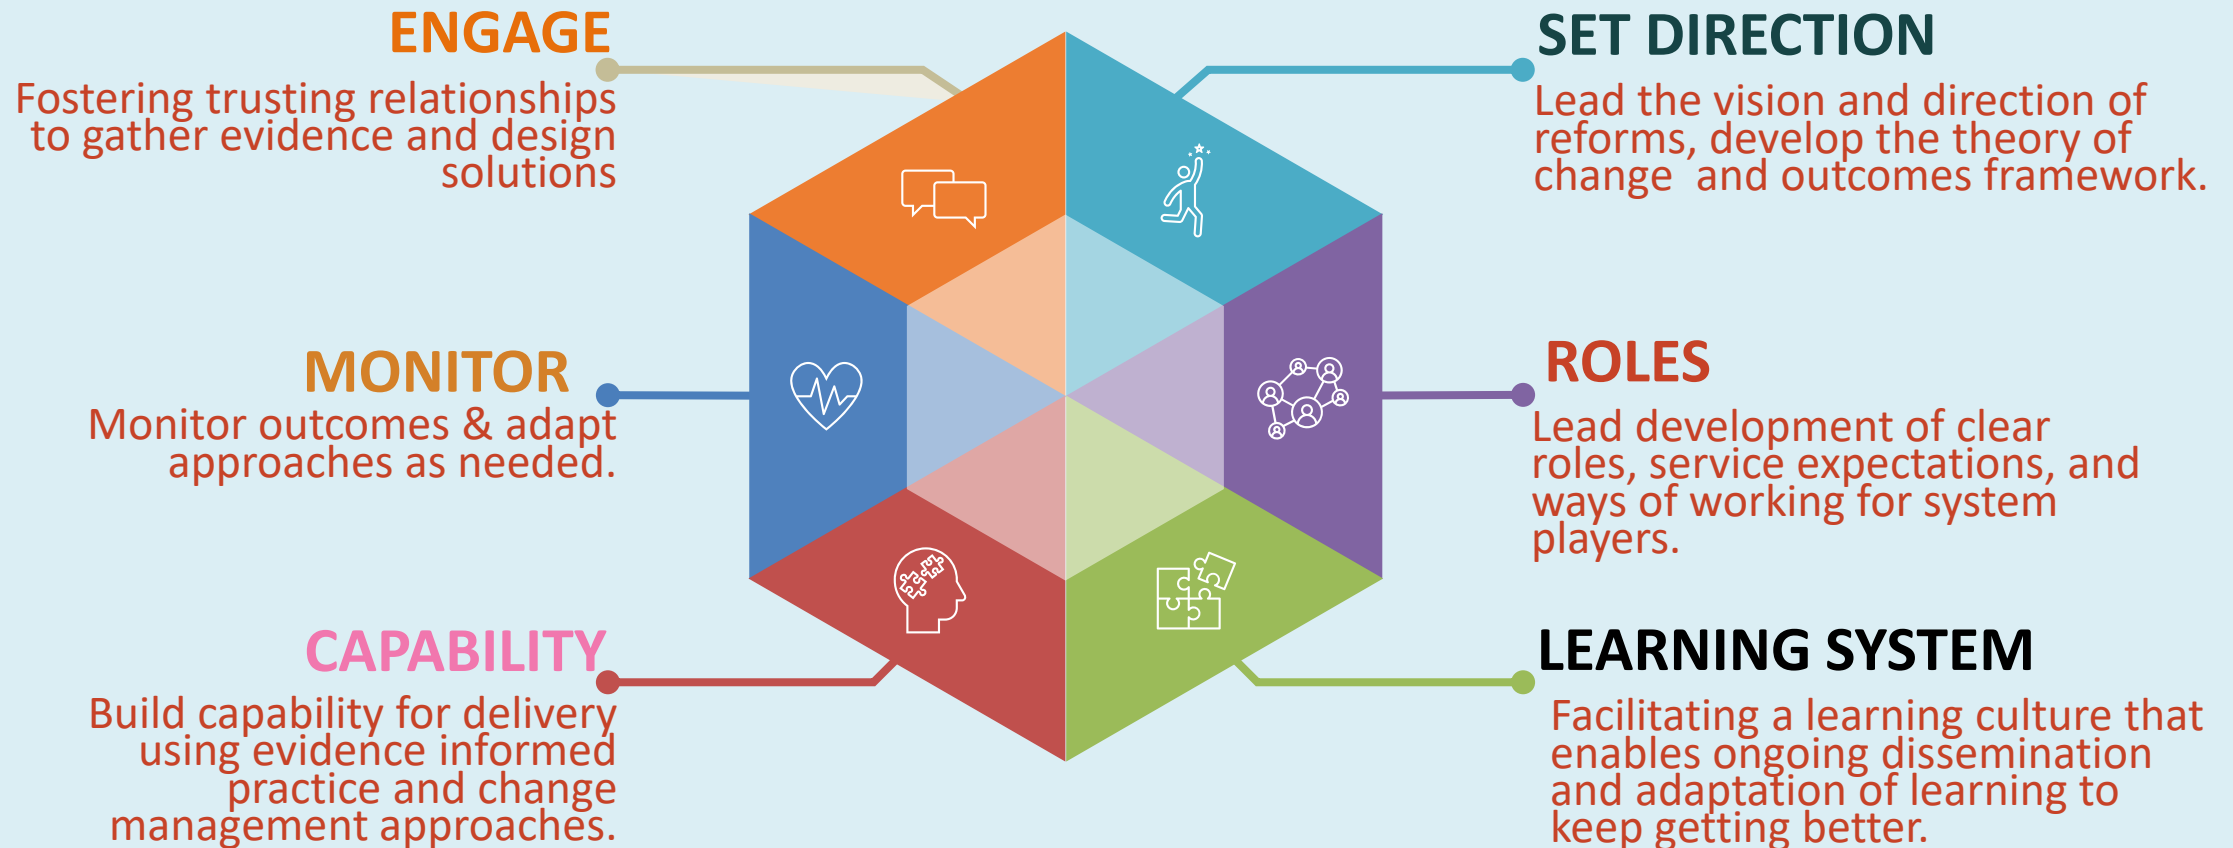 ENGAGE
Fostering trusting relationships
to gather evidence and design
solutions
SET DIRECTION
Lead the vision and direction of
reforms, develop the theory of
change  and outcomes framework.
MONITOR
Monitor outcomes & adapt
approaches as needed.
ROLES
Lead development of clear
roles, service expectations, and
ways of working for system
players.
CAPABILITY
Build capability for delivery
using evidence informed
practice and change
management approaches.
LEARNING SYSTEM
Facilitating a learning culture that
enables ongoing dissemination
and adaptation of learning to
keep getting better.